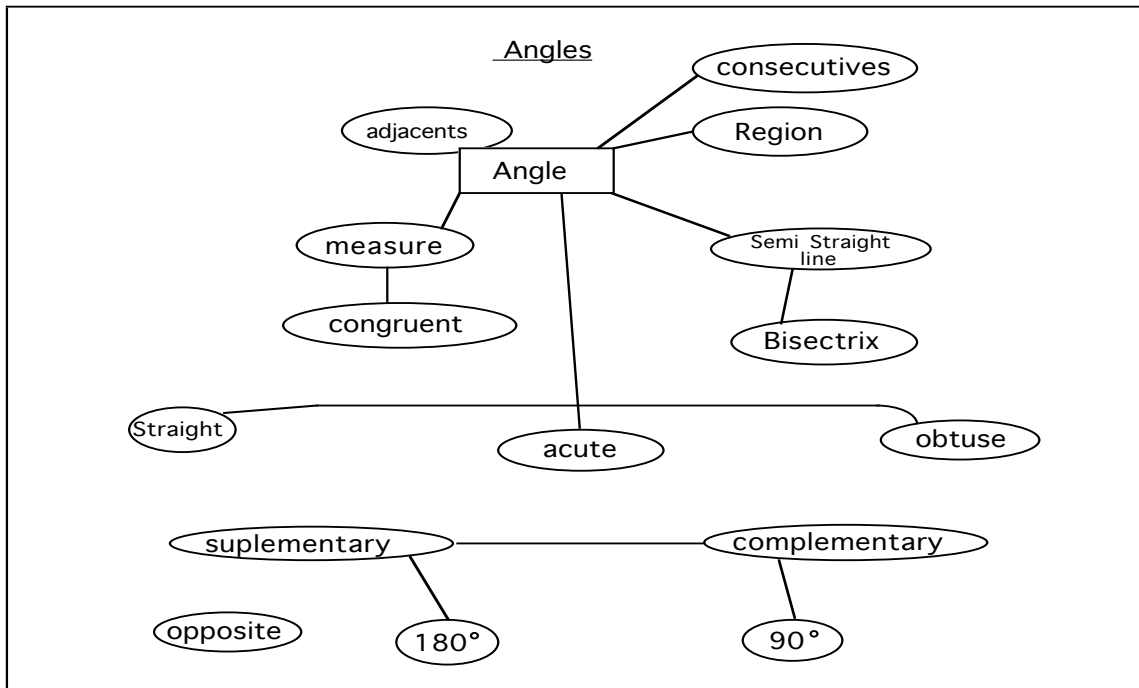 Angles
consecutives
adjacents
Region
Angle
measure
Semi Straight
line
congruent
Bisectrix
Straight
acute
obtuse
suplementary
complementary
opposite
180°
90°